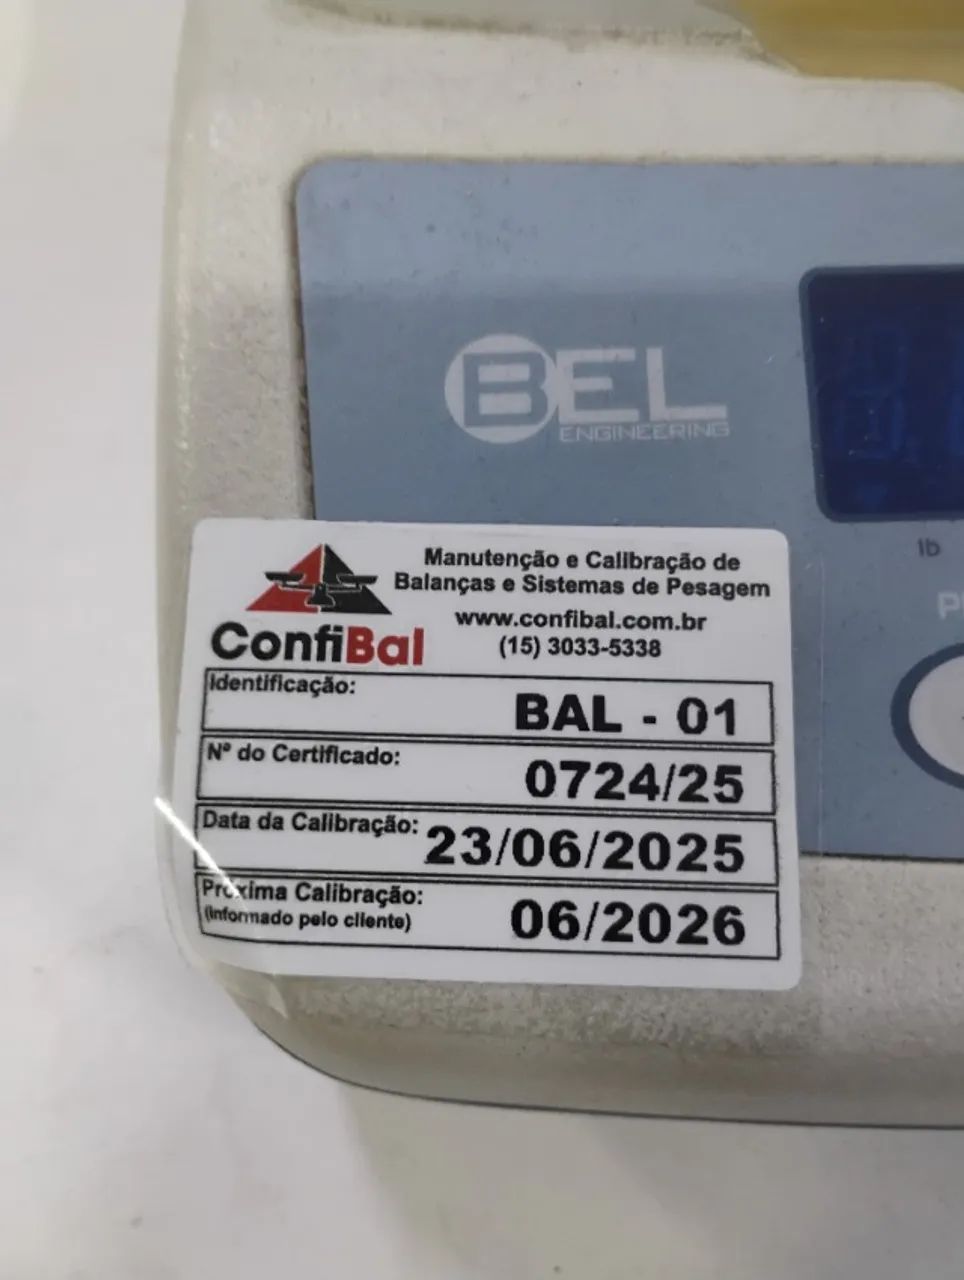 BEL
ENGINEERING
lb
Manutenção e Calibração de
Balanças e Sistemas de Pesagem
www.confibal.com.br
(15) 3033-5338
ConfiBal
Identificação:
BAL - 01
Nº do Certificado:
0724/25
Data da Calibração:
23/06/2025
Próxima Calibração:
(informado pelo cliente)
06/2026